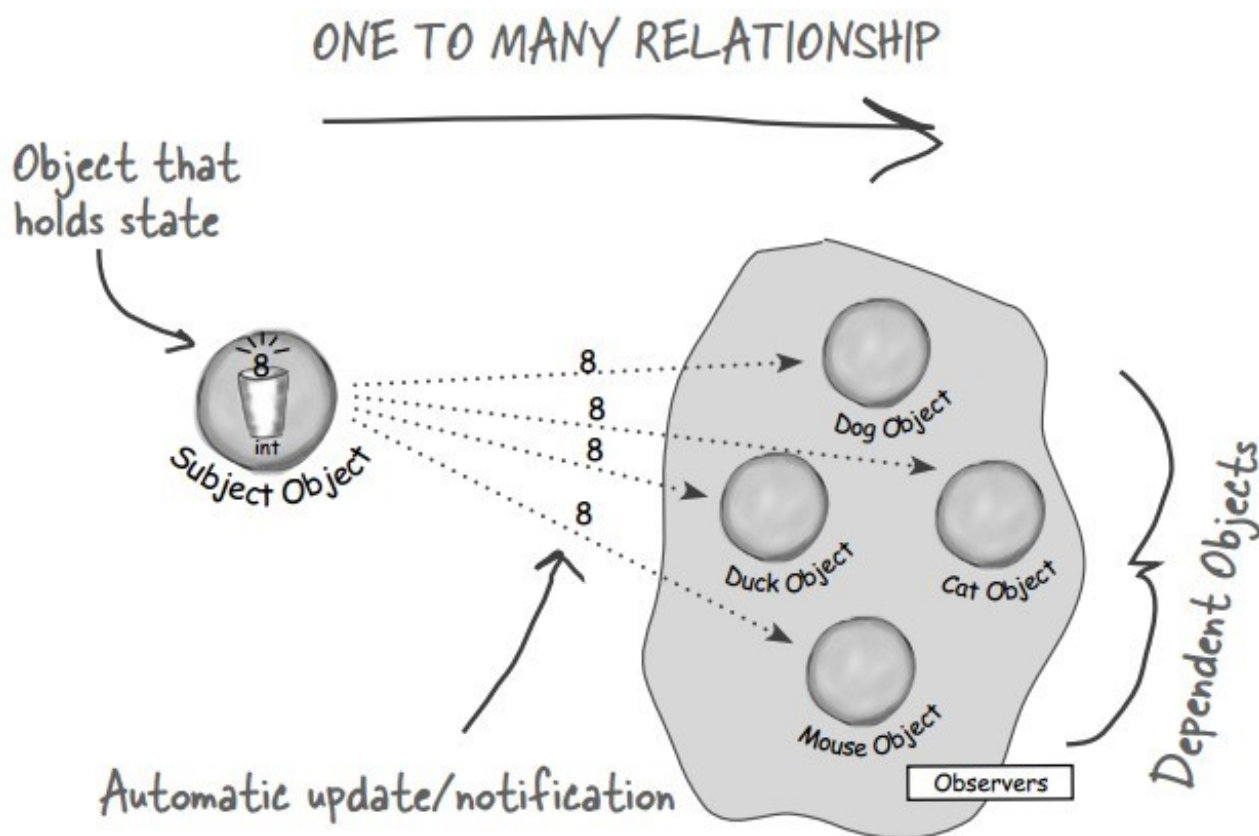 ONE TO MANY RELATIONSHIP
Object that
holds state
8
int
Subject Object
8
8
8
8
Dog Object
Duck Object
Cat Object
Mouse Object
Observers
Dependent Objects
Automatic update/notification